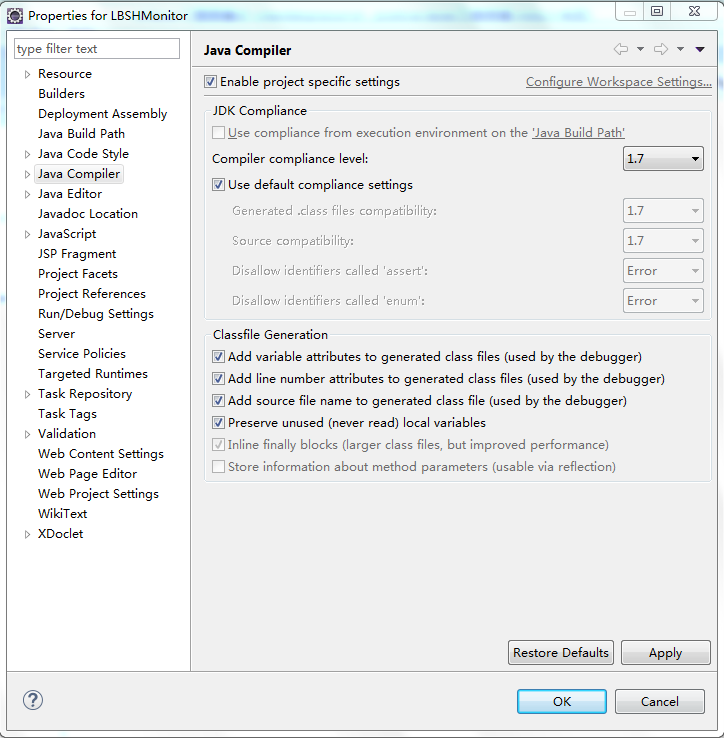 Properties for LBSHMonitor
type filter text
Resource
Builders
Deployment Assembly
Java Build Path
Java Code Style
Java Compiler
Java Editor
Javadoc Location
JavaScript
JSP Fragment
Project Facets
Project References
Run/Debug Settings
Server
Service Policies
Targeted Runtimes
Task Repository
Task Tags
Validation
Web Content Settings
Web Page Editor
Web Project Settings
WikiText
XDoclet
Java Compiler
Enable project specific settings
Configure Workspace Settings...
JDK Compliance
Use compliance from execution environment on the 'Java Build Path'
Compiler compliance level: 1.7
Use default compliance settings
Generated .class files compatibility: 1.7
Source compatibility: 1.7
Disallow identifiers called 'assert': Error
Disallow identifiers called 'enum': Error
Classfile Generation
Add variable attributes to generated class files (used by the debugger)
Add line number attributes to generated class files (used by the debugger)
Add source file name to generated class file (used by the debugger)
Preserve unused (never read) local variables
Inline finally blocks (larger class files, but improved performance)
Store information about method parameters (usable via reflection)
Restore Defaults
Apply
?
OK
Cancel